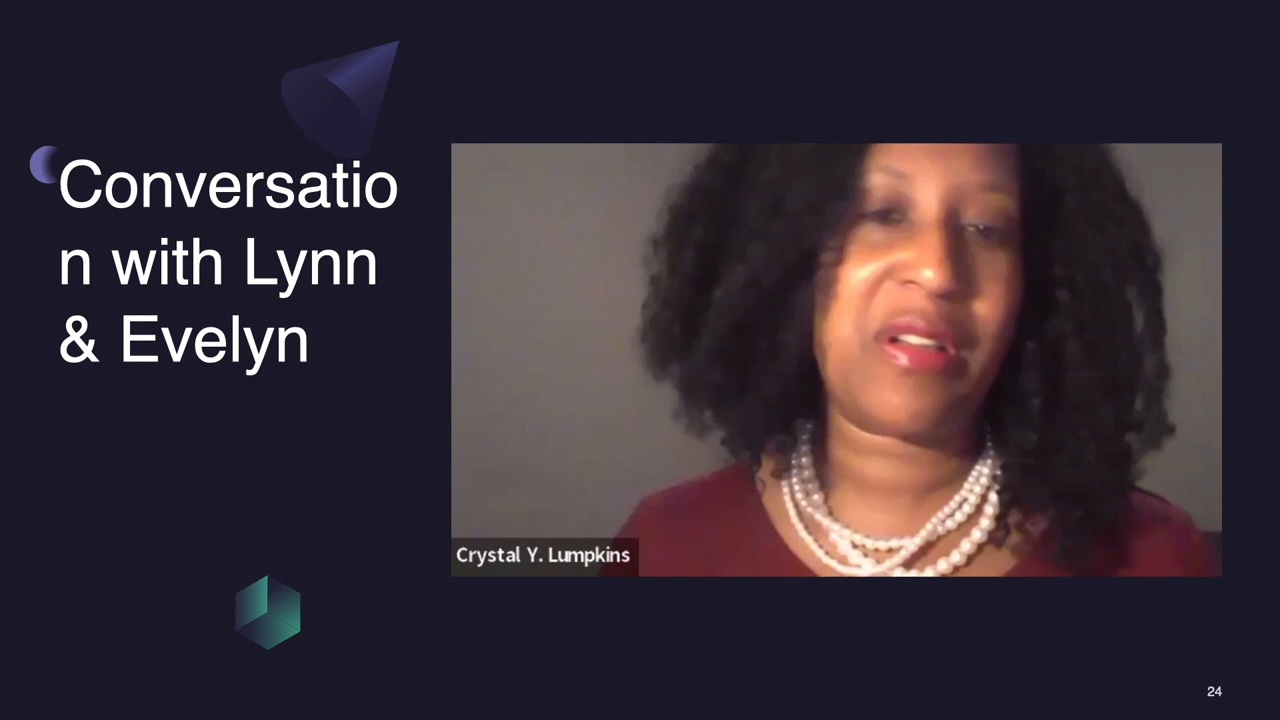 Conversatio
n with Lynn
& Evelyn
Crystal Y. Lumpkins
24